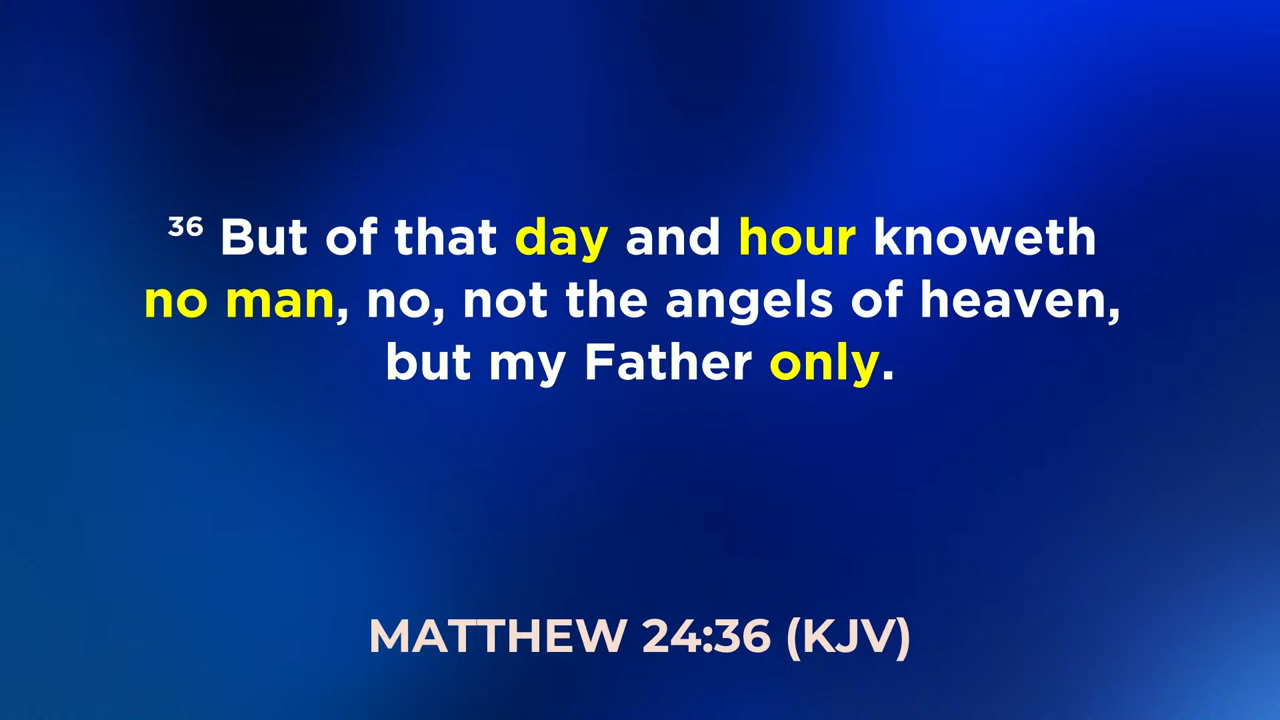 36 But of that day and hour knoweth
no man, no, not the angels of heaven,
but my Father only.
MATTHEW 24:36 (KJV)